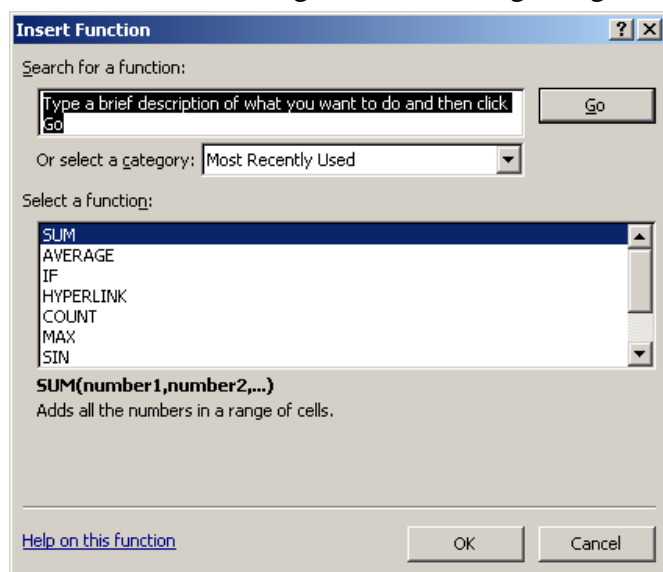 Insert Function
Search for a function:
Type a brief description of what you want to do and then click
Go
Go
Or select a category: Most Recently Used
Select a function:
SUM
AVERAGE
IF
HYPERLINK
COUNT
MAX
SIN
SUM(number1,number2,...)
Adds all the numbers in a range of cells.
Help on this function
OK
Cancel